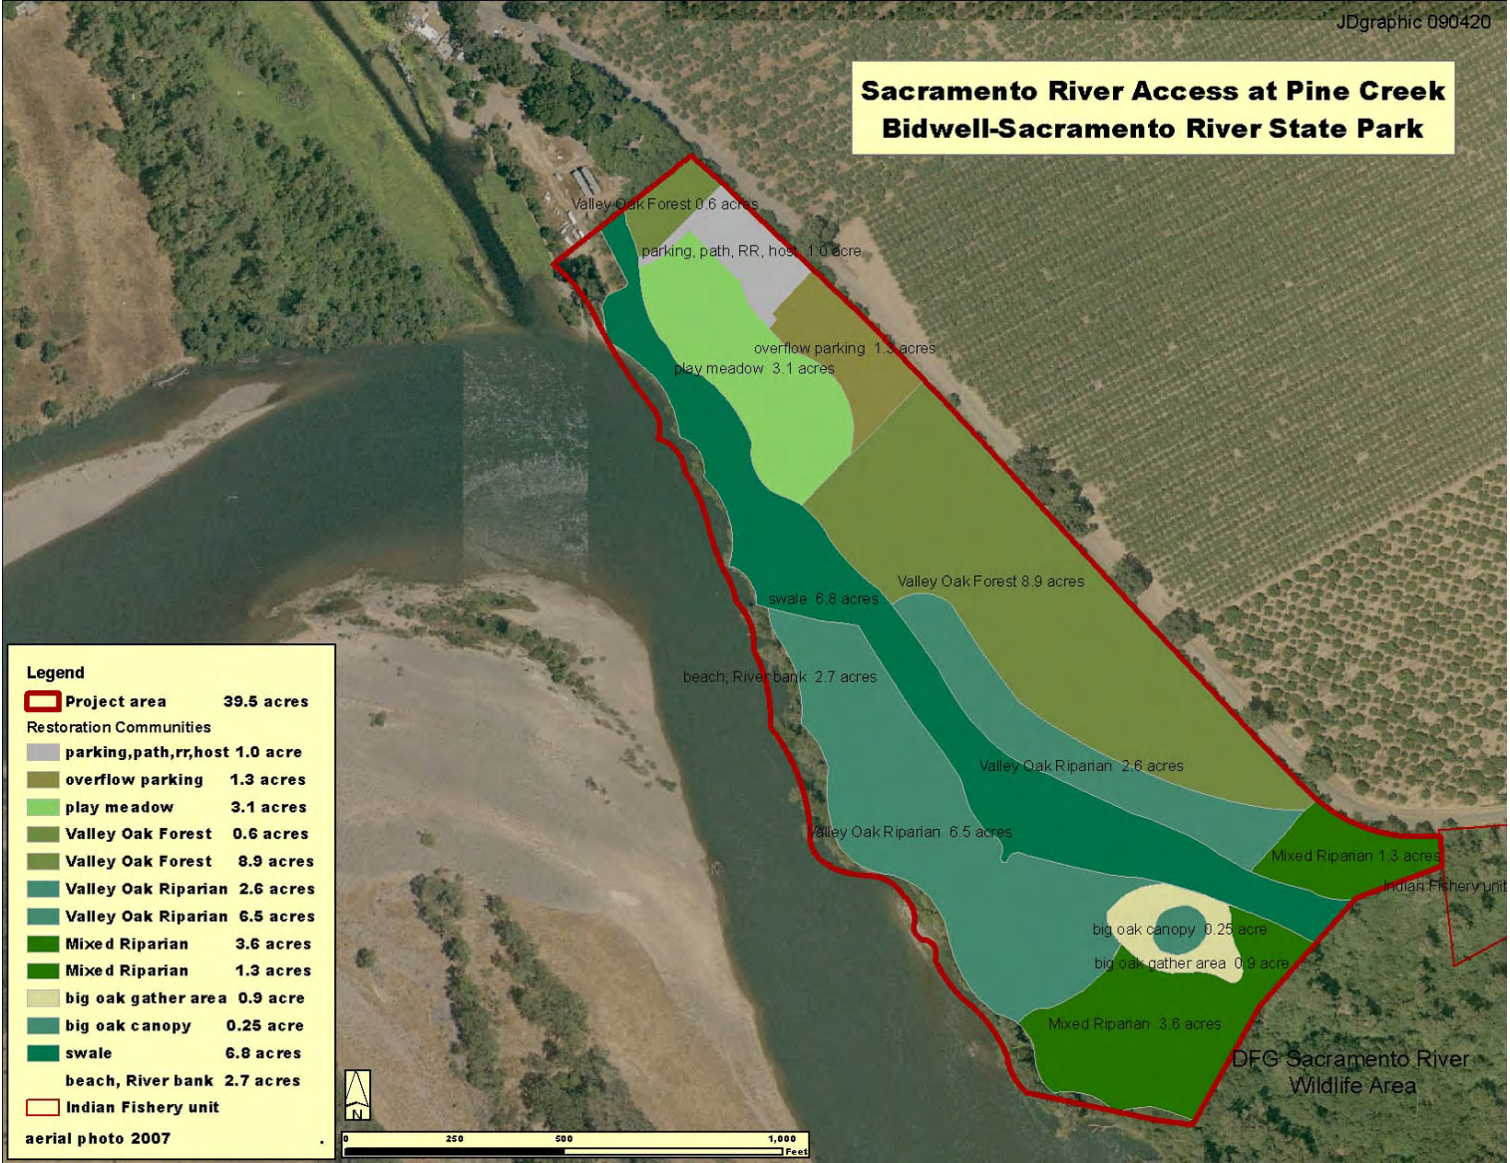 JDgraphic 090420
Sacramento River Access at Pine Creek
Bidwell-Sacramento River State Park
Valley Oak Forest 0.6 acres
parking, path, RR, host 1.0 acre
overflow parking 1.3 acres
play meadow 3.1 acres
Valley Oak Forest 8.9 acres
swale 6.8 acres
beach, River bank 2.7 acres
Valley Oak Riparian 2.6 acres
Valley Oak Riparian 6.5 acres
Mixed Riparian 1.3 acres
Indian Fishery unit
big oak canopy 0.25 acre
big oak gather area 0.9 acre
Mixed Riparian 3.6 acres
DFG Sacramento River
Wildlife Area
Legend
Project area 39.5 acres
Restoration Communities
parking,path,rr,host 1.0 acre
overflow parking 1.3 acres
play meadow 3.1 acres
Valley Oak Forest 0.6 acres
Valley Oak Forest 8.9 acres
Valley Oak Riparian 2.6 acres
Valley Oak Riparian 6.5 acres
Mixed Riparian 3.6 acres
Mixed Riparian 1.3 acres
big oak gather area 0.9 acre
big oak canopy 0.25 acre
swale 6.8 acres
beach, River bank 2.7 acres
Indian Fishery unit
aerial photo 2007 .
N
0 250 500 1,000
Feet